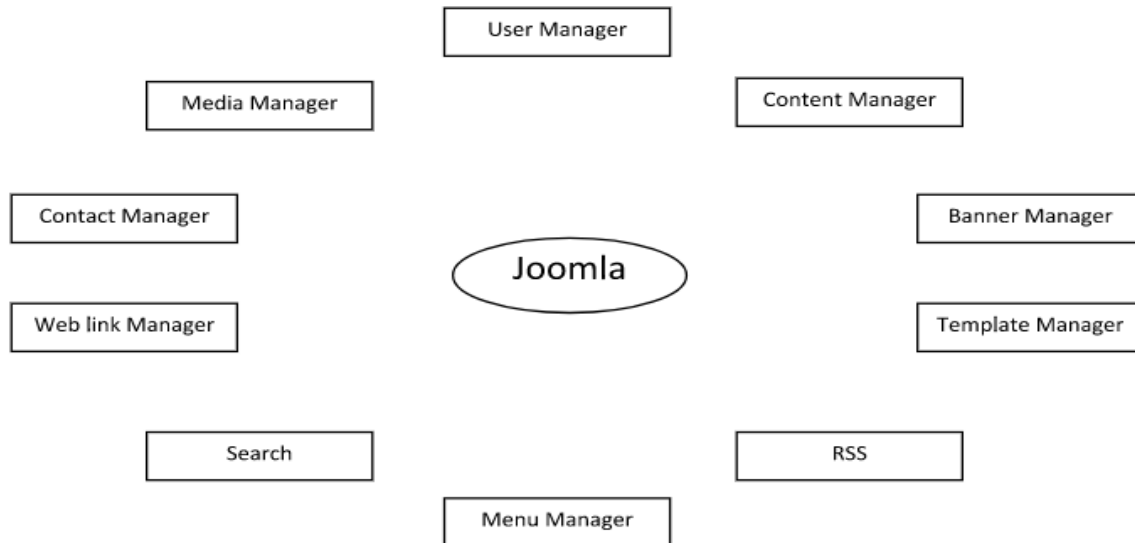 User Manager
Media Manager
Content Manager
Contact Manager
Banner Manager
Joomla
Web link Manager
Template Manager
Search
RSS
Menu Manager